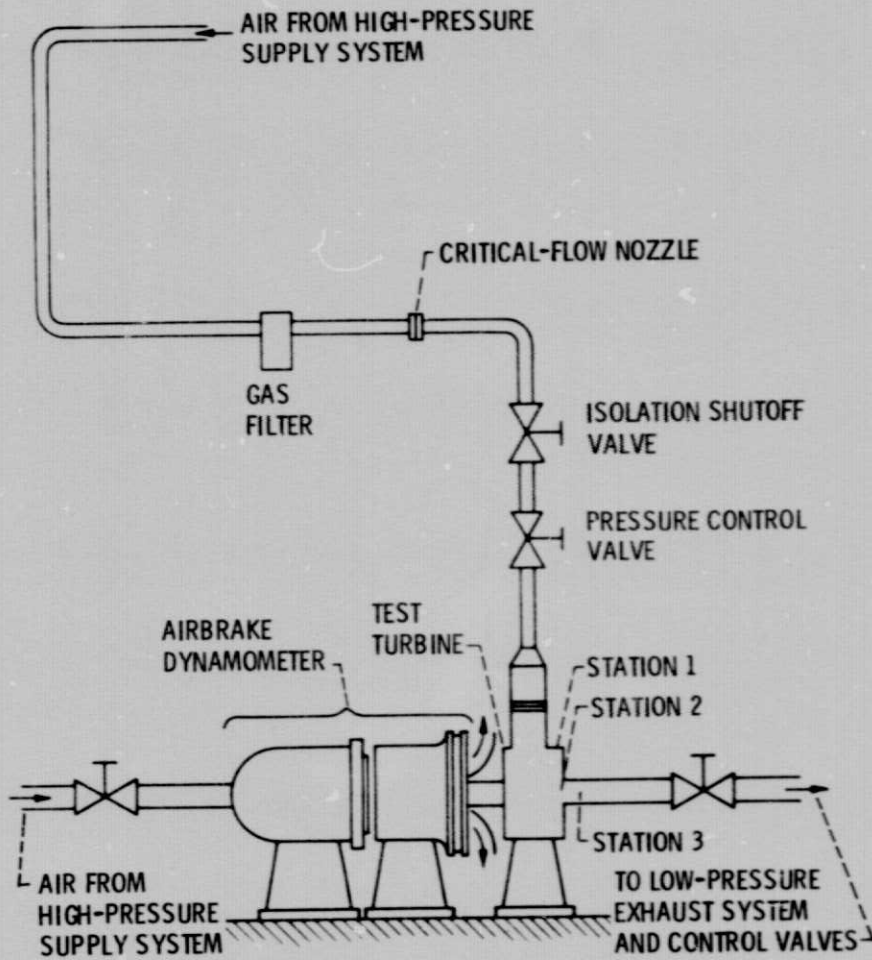 AIR FROM HIGH-PRESSURE
SUPPLY SYSTEM
CRITICAL-FLOW NOZZLE
GAS
FILTER
ISOLATION SHUTOFF
VALVE
PRESSURE CONTROL
VALVE
TEST
TURBINE
AIRBRAKE
DYNAMOMETER
STATION 1
STATION 2
STATION 3
AIR FROM
HIGH-PRESSURE
SUPPLY SYSTEM
TO LOW-PRESSURE
EXHAUST SYSTEM
AND CONTROL VALVES